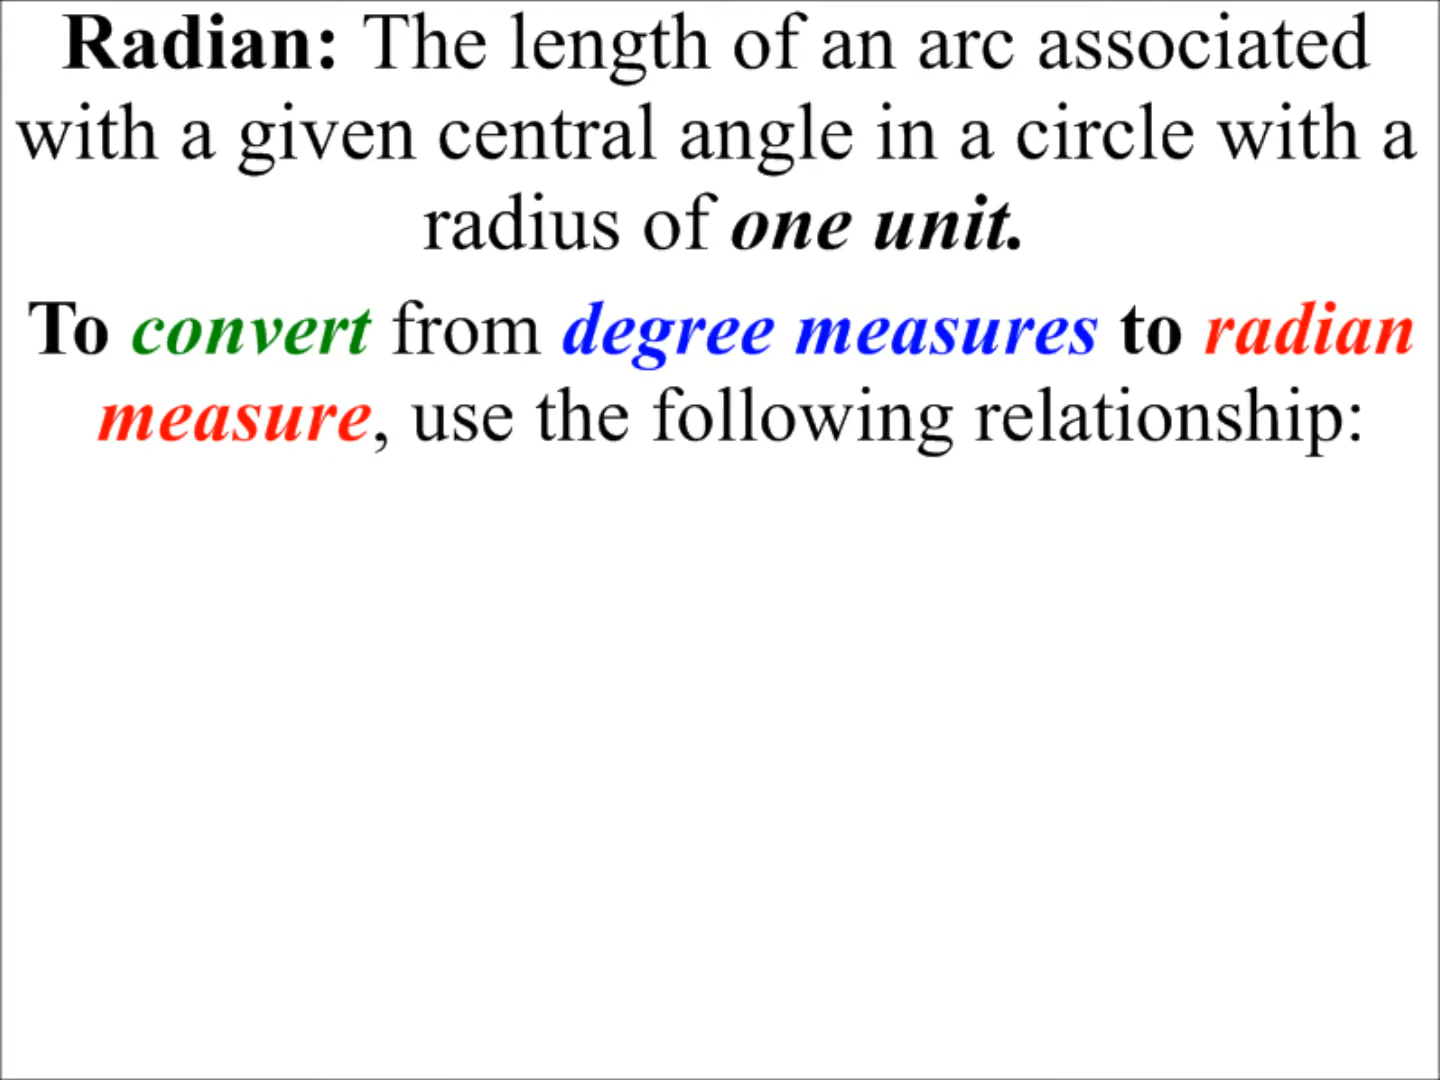 Radian: The length of an arc associated
with a given central angle in a circle with a
radius of one unit.
To convert from degree measures to radian
measure, use the following relationship: